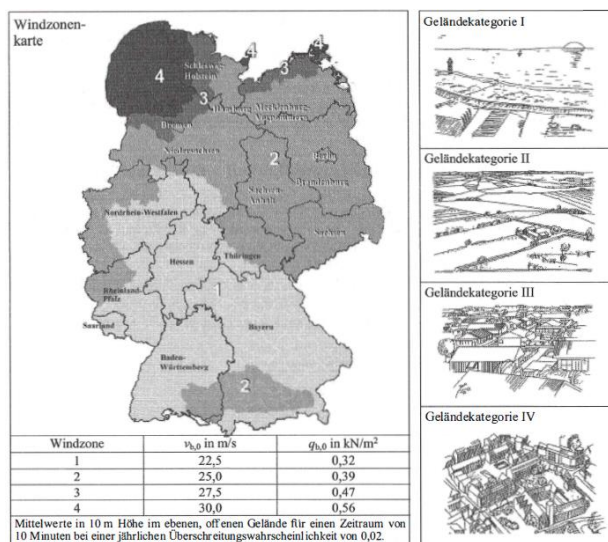 Windzonen-
karte
4
4
4
3
Schleswig-
Holstein
3
Hamburg
Mecklenburg-
Vorpommern
Bremen
Niedersachsen
2
Berlin
Brandenburg
Sachsen-
Anhalt
Nordrhein-Westfalen
Sachsen
Thüringen
Hessen
Rheinland-
Pfalz
1
Saarland
Bayern
Baden-
Württemberg
2
Windzone vb,0 in m/s qb,0 in kN/m²
1 22,5 0,32
2 25,0 0,39
3 27,5 0,47
4 30,0 0,56
Mittelwerte in 10 m Höhe im ebenen, offenen Gelände für einen Zeitraum von
10 Minuten bei einer jährlichen Überschreitungswahrscheinlichkeit von 0,02.
Geländekategorie I
Geländekategorie II
Geländekategorie III
Geländekategorie IV